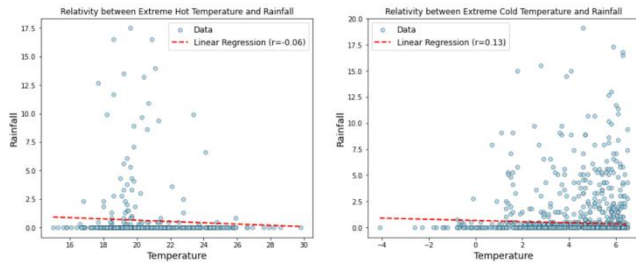 Relativity between Extreme Hot Temperature and Rainfall
Data
Linear Regression (r=-0.06)
17.5
15.0
12.5
10.0
7.5
5.0
2.5
0.0
Rainfall
16 18 20 22 24 26 28 30
Temperature
Relativity between Extreme Cold Temperature and Rainfall
Data
Linear Regression (r=0.13)
20.0
17.5
15.0
12.5
10.0
7.5
5.0
2.5
0.0
Rainfall
−4 −2 0 2 4 6
Temperature